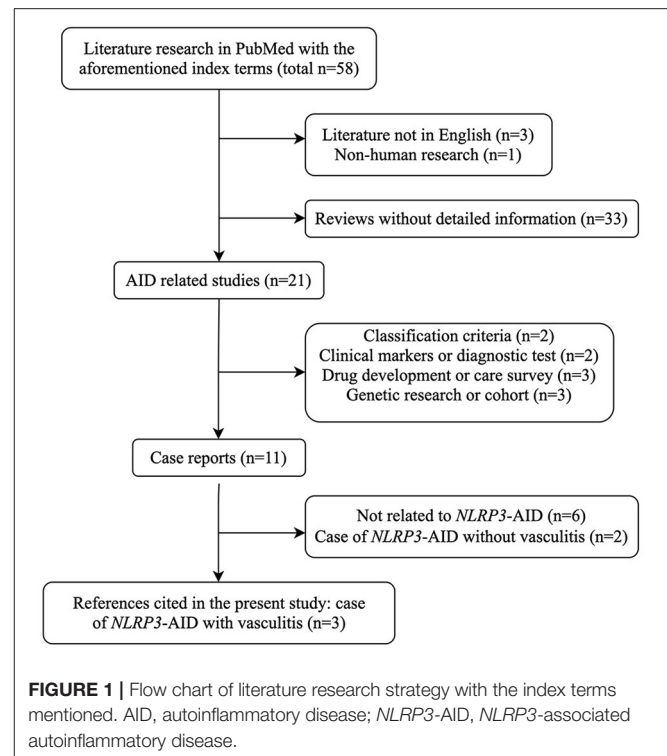 Literature research in PubMed with the
aforementioned index terms (total n=58)
Literature not in English (n=3)
Non-human research (n=1)
Reviews without detailed information (n=33)
AID related studies (n=21)
Classification criteria (n=2)
Clinical markers or diagnostic test (n=2)
Drug development or care survey (n=3)
Genetic research or cohort (n=3)
Case reports (n=11)
Not related to NLRP3-AID (n=6)
Case of NLRP3-AID without vasculitis (n=2)
References cited in the present study: case
of NLRP3-AID with vasculitis (n=3)
FIGURE 1 | Flow chart of literature research strategy with the index terms
mentioned. AID, autoinflammatory disease; NLRP3-AID, NLRP3-associated
autoinflammatory disease.